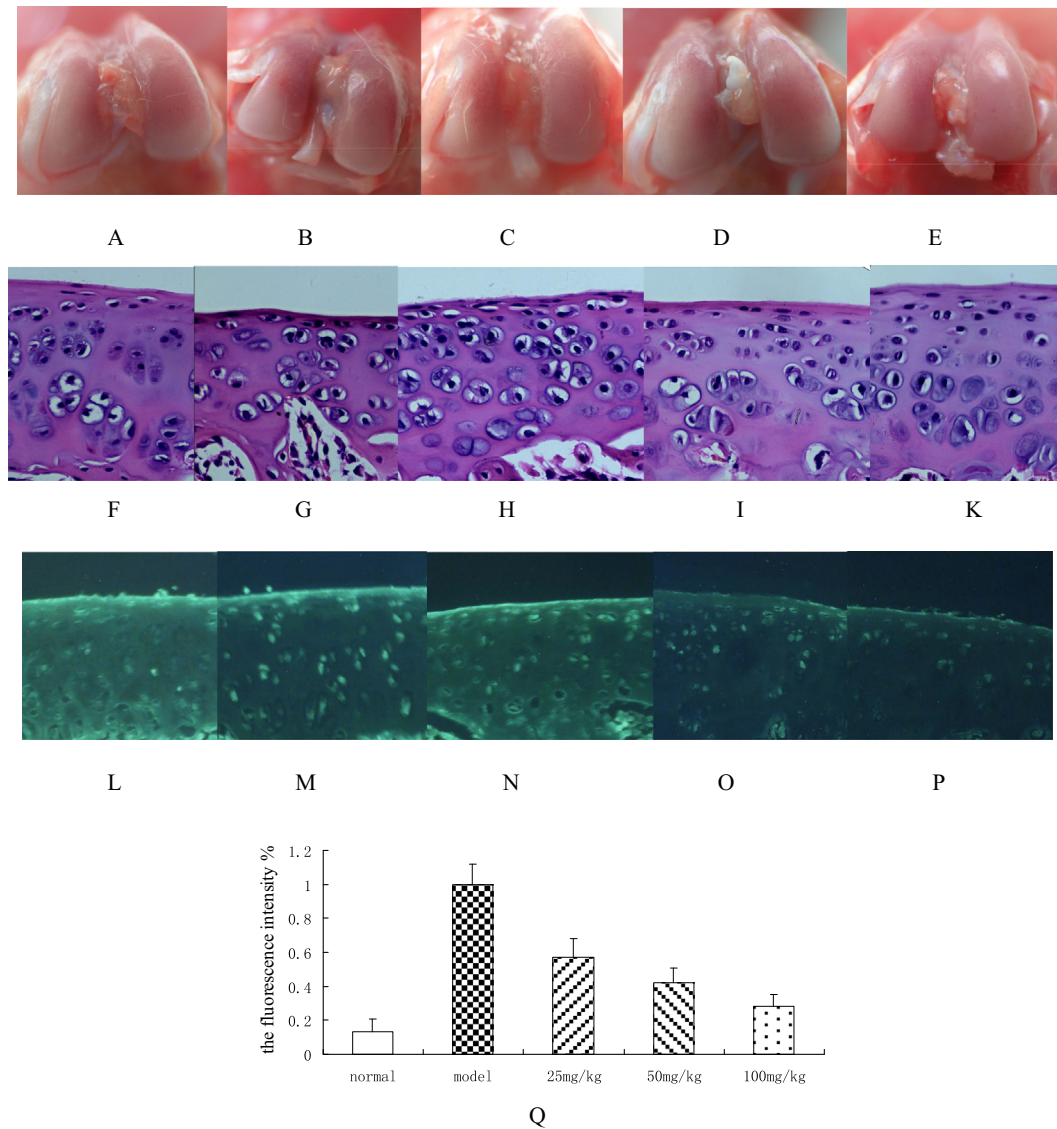 A B C D E
F G H I K
L M N O P
the fluorescence intensity %
1.2
1
0.8
0.6
0.4
0.2
0
normal model 25mg/kg 50mg/kg 100mg/kg
Q